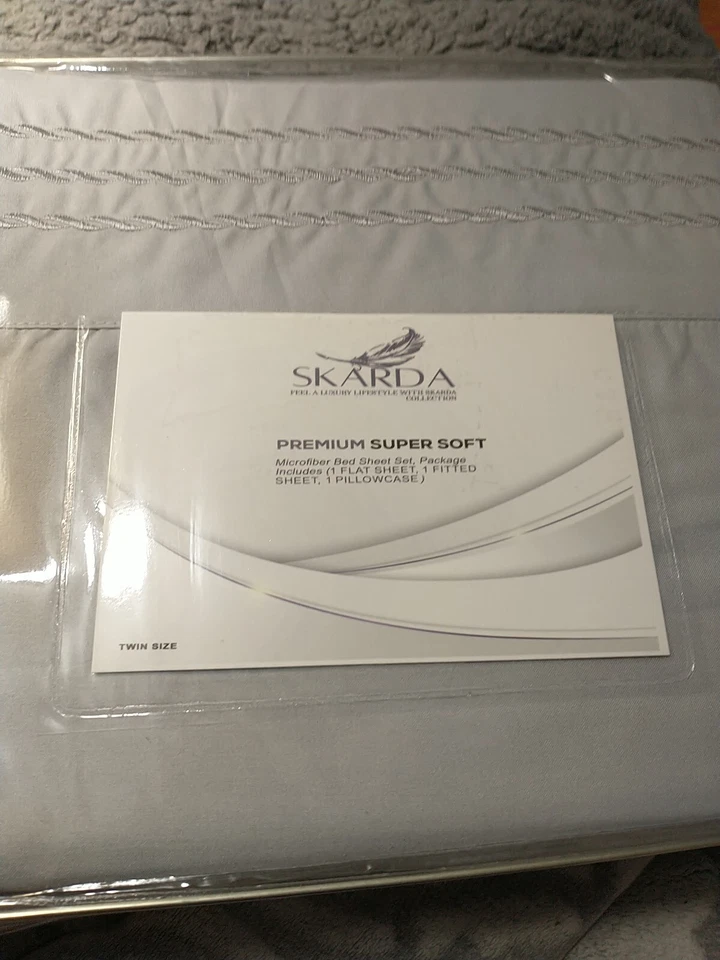 SKARDA
FEEL A LUXURY LIFESTYLE WITH SKARDA
COLLECTION
PREMIUM SUPER SOFT
Microfiber Bed Sheet Set, Package
Includes (1 FLAT SHEET, 1 FITTED
SHEET, 1 PILLOWCASE)
TWIN SIZE